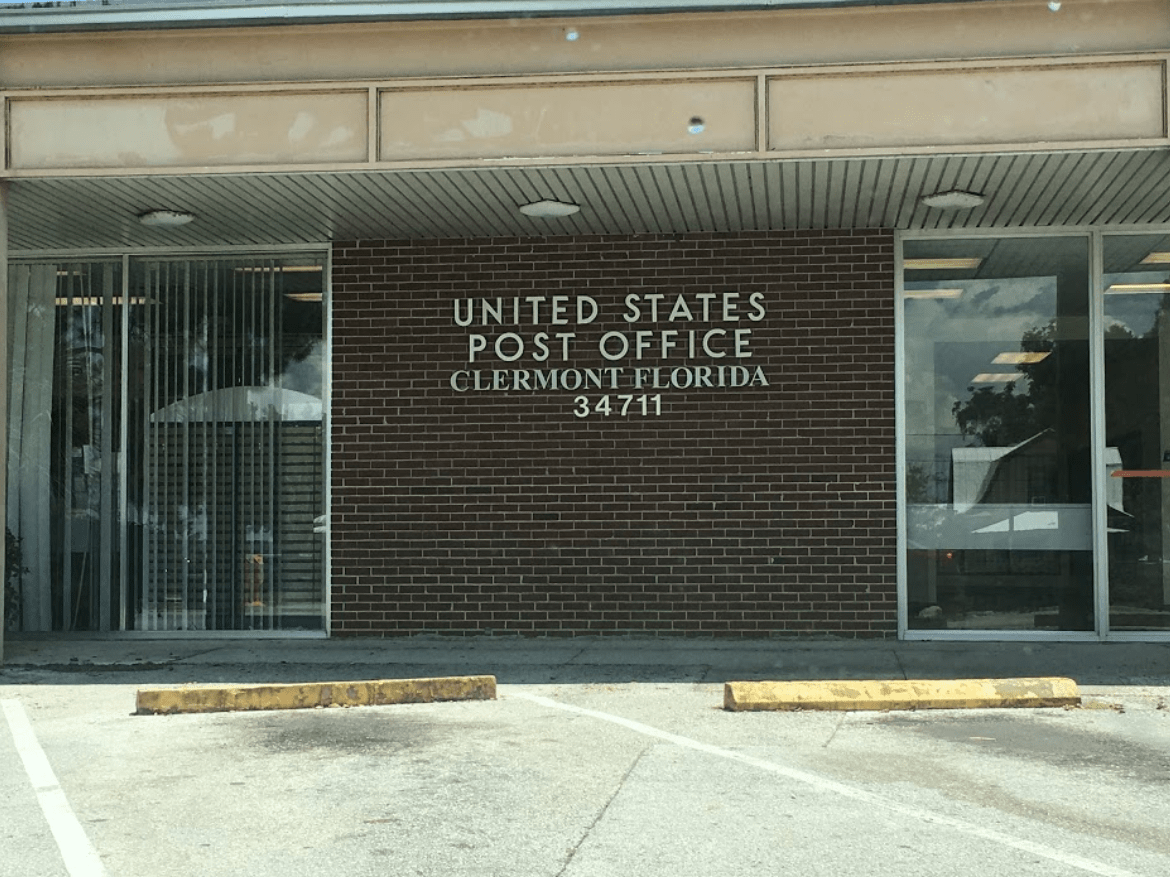 UNITED STATES
POST OFFICE
CLERMONT FLORIDA
34711